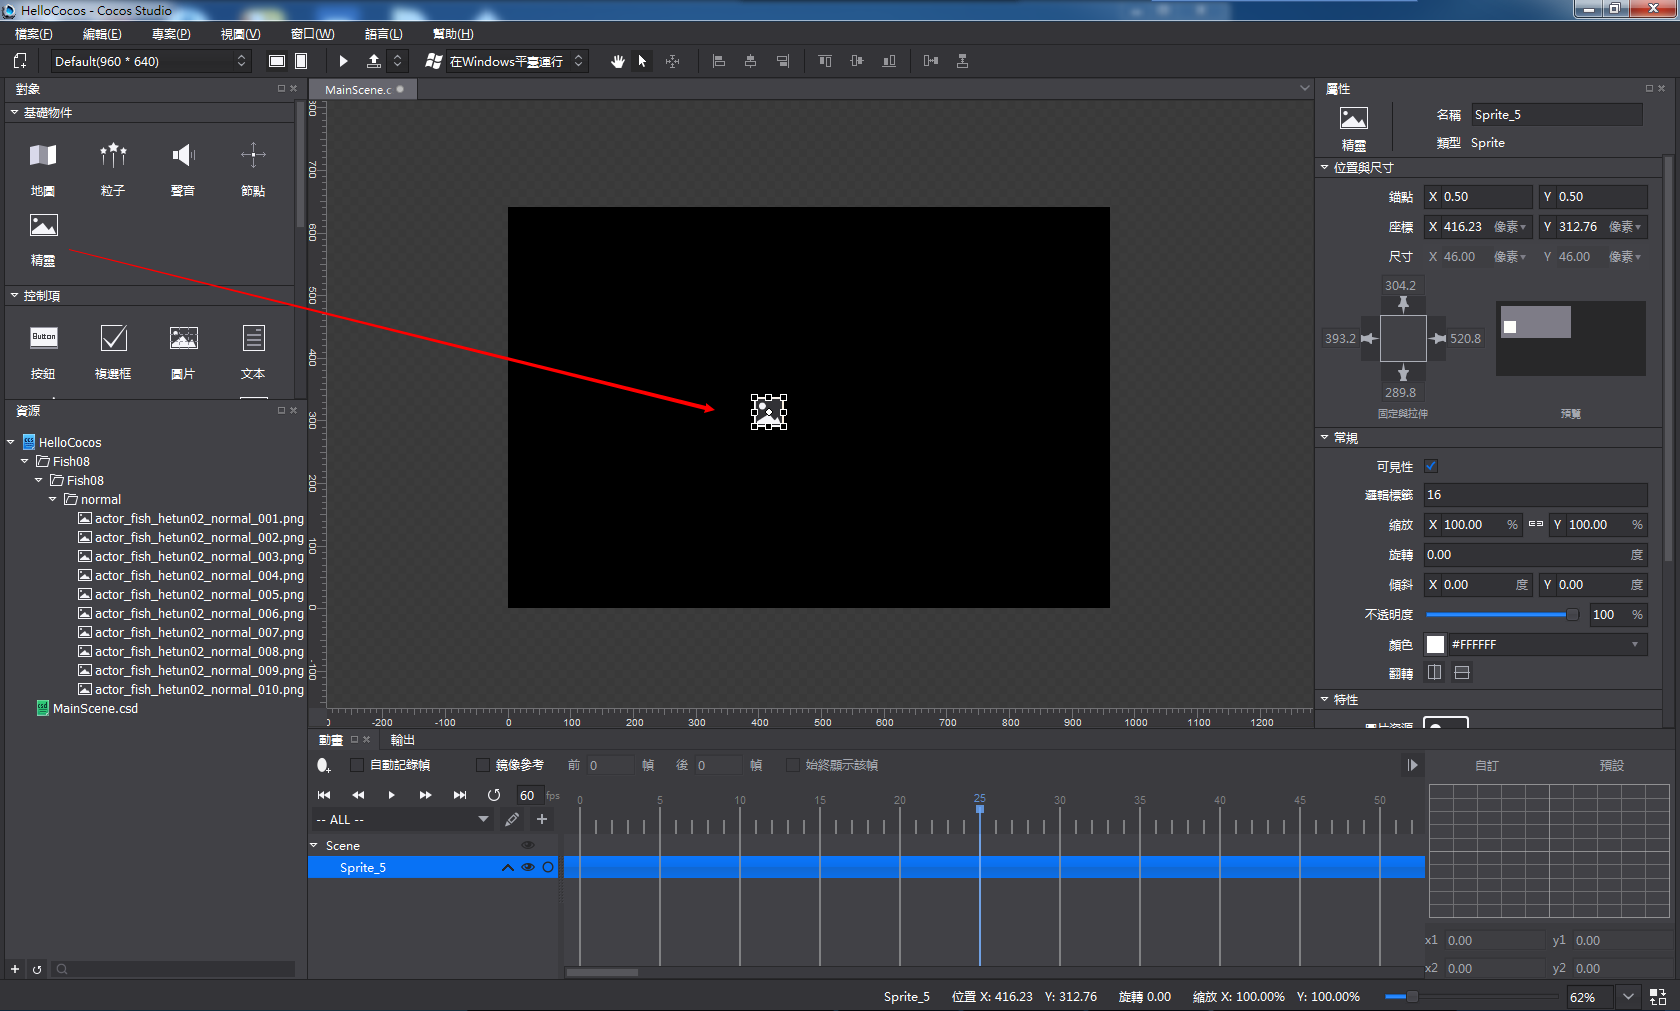 HelloCocos - Cocos Studio
檔案(F) 編輯(E) 專案(P) 視圖(V) 窗口(W) 語言(L) 幫助(H)
Default(960 * 640) 在Windows平臺運行
對象
基礎物件
地圖 粒子 聲音 節點
精靈
控制項
Button
按鈕 複選框 圖片 文本
資源
HelloCocos
Fish08
Fish08
normal
actor_fish_hetun02_normal_001.png
actor_fish_hetun02_normal_002.png
actor_fish_hetun02_normal_003.png
actor_fish_hetun02_normal_004.png
actor_fish_hetun02_normal_005.png
actor_fish_hetun02_normal_006.png
actor_fish_hetun02_normal_007.png
actor_fish_hetun02_normal_008.png
actor_fish_hetun02_normal_009.png
actor_fish_hetun02_normal_010.png
MainScene.csd
MainScene.c
700
600
500
400
300
200
100
0
-100
-200 -100 0 100 200 300 400 500 600 700 800 900 1000 1100 1200
屬性
精靈
名稱 Sprite_5
類型 Sprite
位置與尺寸
錨點 X 0.50 Y 0.50
座標 X 416.23 像素 Y 312.76 像素
尺寸 X 46.00 像素 Y 46.00 像素
304.2
393.2 520.8
289.8
固定與拉伸 預覽
常規
可見性
邏輯標籤 16
縮放 X 100.00 % Y 100.00 %
旋轉 0.00 度
傾斜 X 0.00 度 Y 0.00 度
不透明度 100 %
顏色 #FFFFFF
翻轉
特性
圖片資源
動畫 輸出
自動記錄幀 鏡像參考 前 0 幀 後 0 幀 始終顯示該幀
60 fps
0 5 10 15 20 25 30 35 40 45 50
-- ALL --
Scene
Sprite_5
自訂 預設
x1 0.00 y1 0.00
x2 0.00 y2 0.00
Sprite_5 位置 X: 416.23 Y: 312.76 旋轉 0.00 縮放 X: 100.00% Y: 100.00% 62%